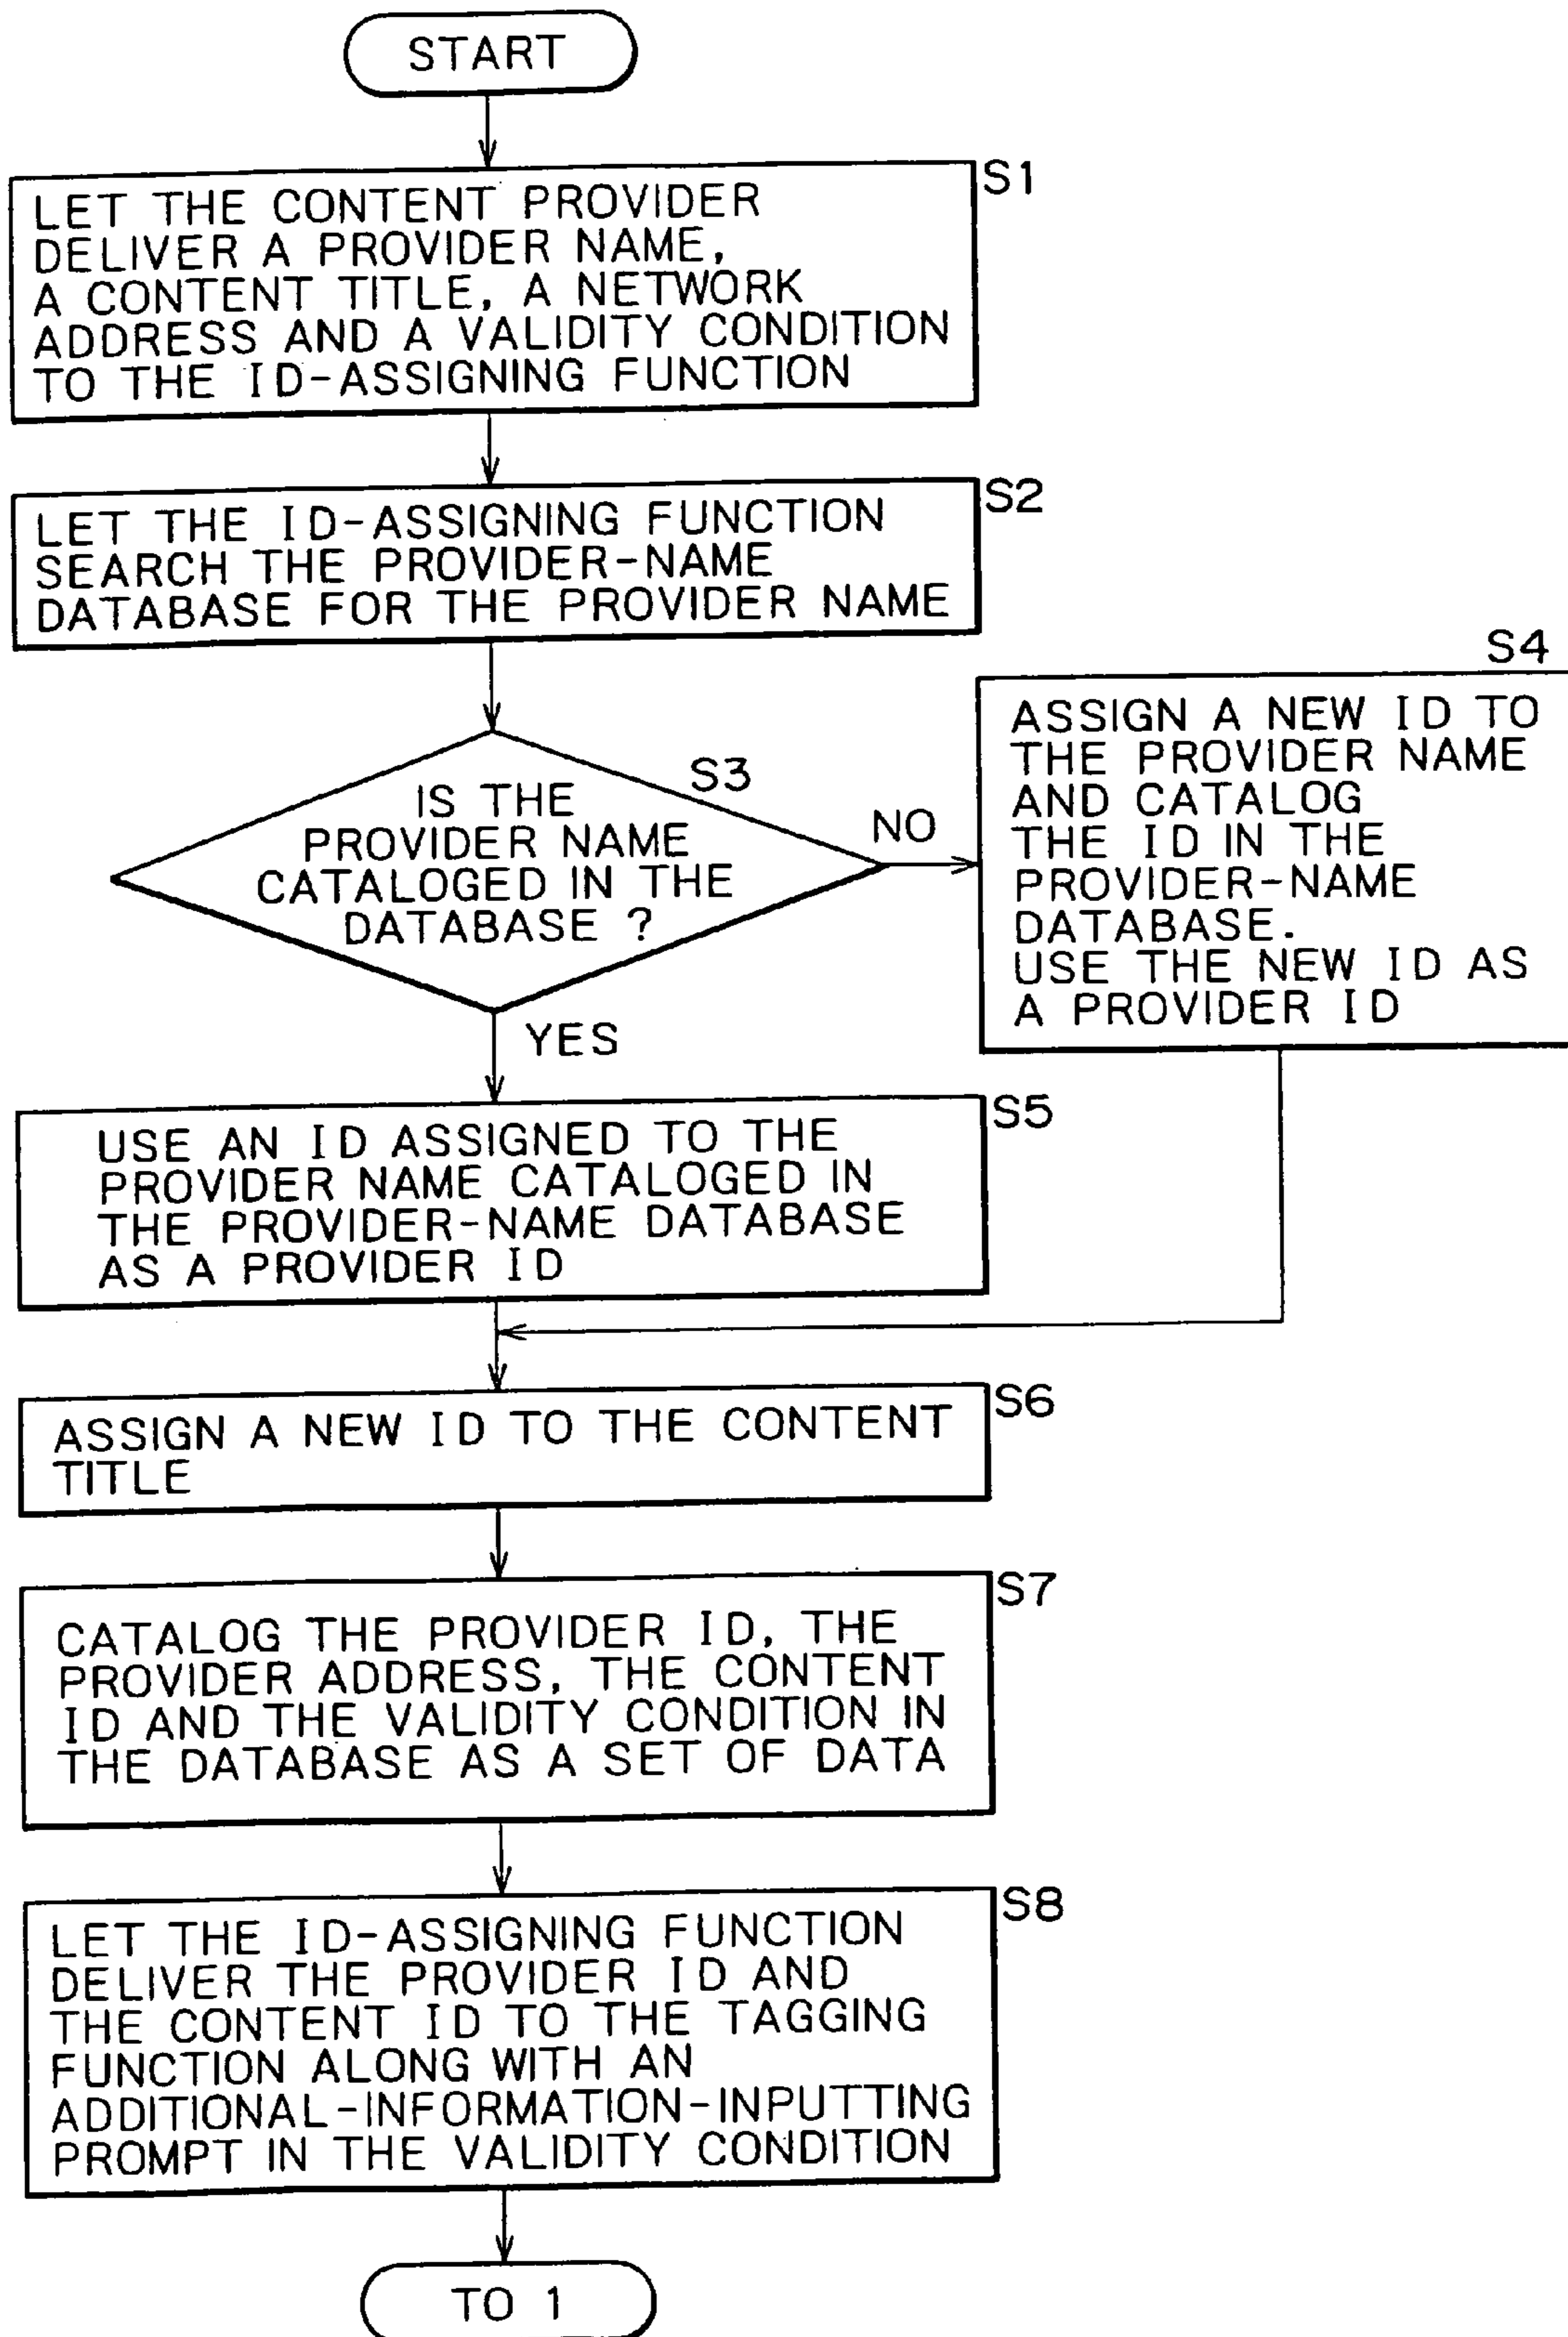 START
S1
LET THE CONTENT PROVIDER
DELIVER A PROVIDER NAME,
A CONTENT TITLE, A NETWORK
ADDRESS AND A VALIDITY CONDITION
TO THE ID-ASSIGNING FUNCTION
S2
LET THE ID-ASSIGNING FUNCTION
SEARCH THE PROVIDER-NAME
DATABASE FOR THE PROVIDER NAME
S3
IS THE
PROVIDER NAME
CATALOGED IN THE
DATABASE ?
NO
YES
S4
ASSIGN A NEW ID TO
THE PROVIDER NAME
AND CATALOG
THE ID IN THE
PROVIDER-NAME
DATABASE.
USE THE NEW ID AS
A PROVIDER ID
S5
USE AN ID ASSIGNED TO THE
PROVIDER NAME CATALOGED IN
THE PROVIDER-NAME DATABASE
AS A PROVIDER ID
S6
ASSIGN A NEW ID TO THE CONTENT
TITLE
S7
CATALOG THE PROVIDER ID, THE
PROVIDER ADDRESS, THE CONTENT
ID AND THE VALIDITY CONDITION IN
THE DATABASE AS A SET OF DATA
S8
LET THE ID-ASSIGNING FUNCTION
DELIVER THE PROVIDER ID AND
THE CONTENT ID TO THE TAGGING
FUNCTION ALONG WITH AN
ADDITIONAL-INFORMATION-INPUTTING
PROMPT IN THE VALIDITY CONDITION
TO 1